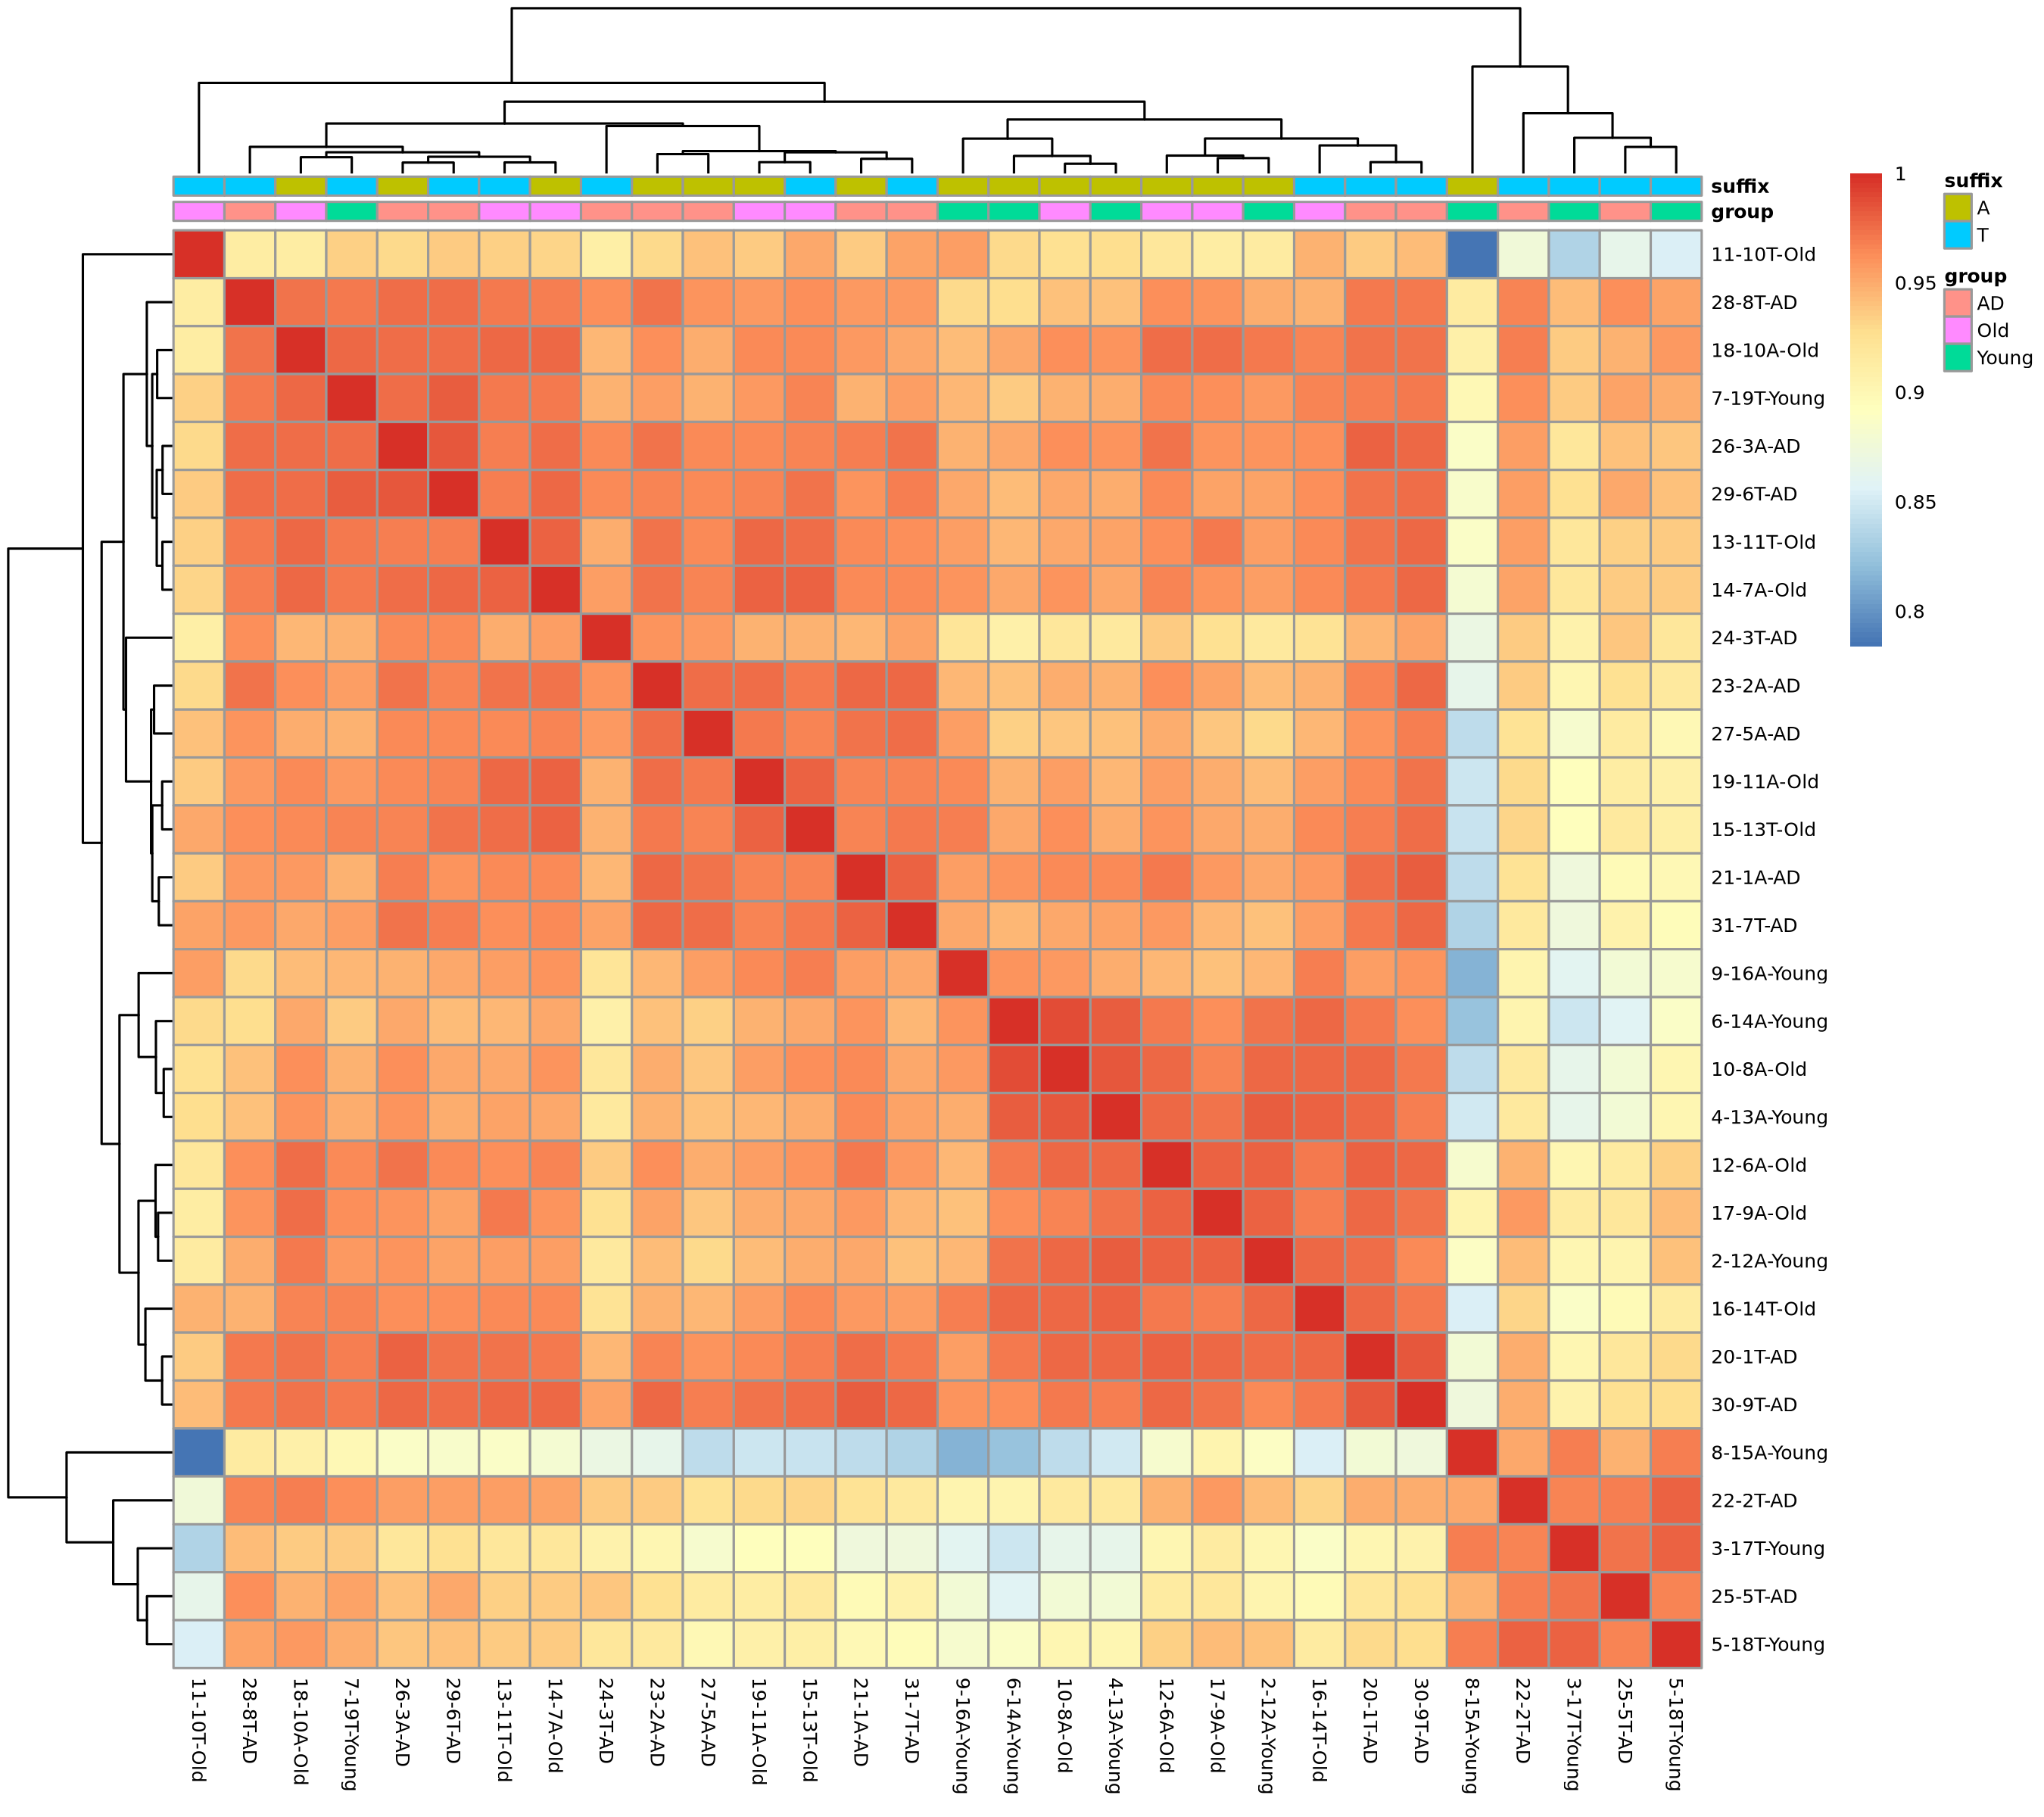 suffix
group
11-10T-Old
28-8T-AD
18-10A-Old
7-19T-Young
26-3A-AD
29-6T-AD
13-11T-Old
14-7A-Old
24-3T-AD
23-2A-AD
27-5A-AD
19-11A-Old
15-13T-Old
21-1A-AD
31-7T-AD
9-16A-Young
6-14A-Young
10-8A-Old
4-13A-Young
12-6A-Old
17-9A-Old
2-12A-Young
16-14T-Old
20-1T-AD
30-9T-AD
8-15A-Young
22-2T-AD
3-17T-Young
25-5T-AD
5-18T-Young
1
0.95
0.9
0.85
0.8
suffix
A
T
group
AD
Old
Young
11-10T-Old
28-8T-AD
18-10A-Old
7-19T-Young
26-3A-AD
29-6T-AD
13-11T-Old
14-7A-Old
24-3T-AD
23-2A-AD
27-5A-AD
19-11A-Old
15-13T-Old
21-1A-AD
31-7T-AD
9-16A-Young
6-14A-Young
10-8A-Old
4-13A-Young
12-6A-Old
17-9A-Old
2-12A-Young
16-14T-Old
20-1T-AD
30-9T-AD
8-15A-Young
22-2T-AD
3-17T-Young
25-5T-AD
5-18T-Young